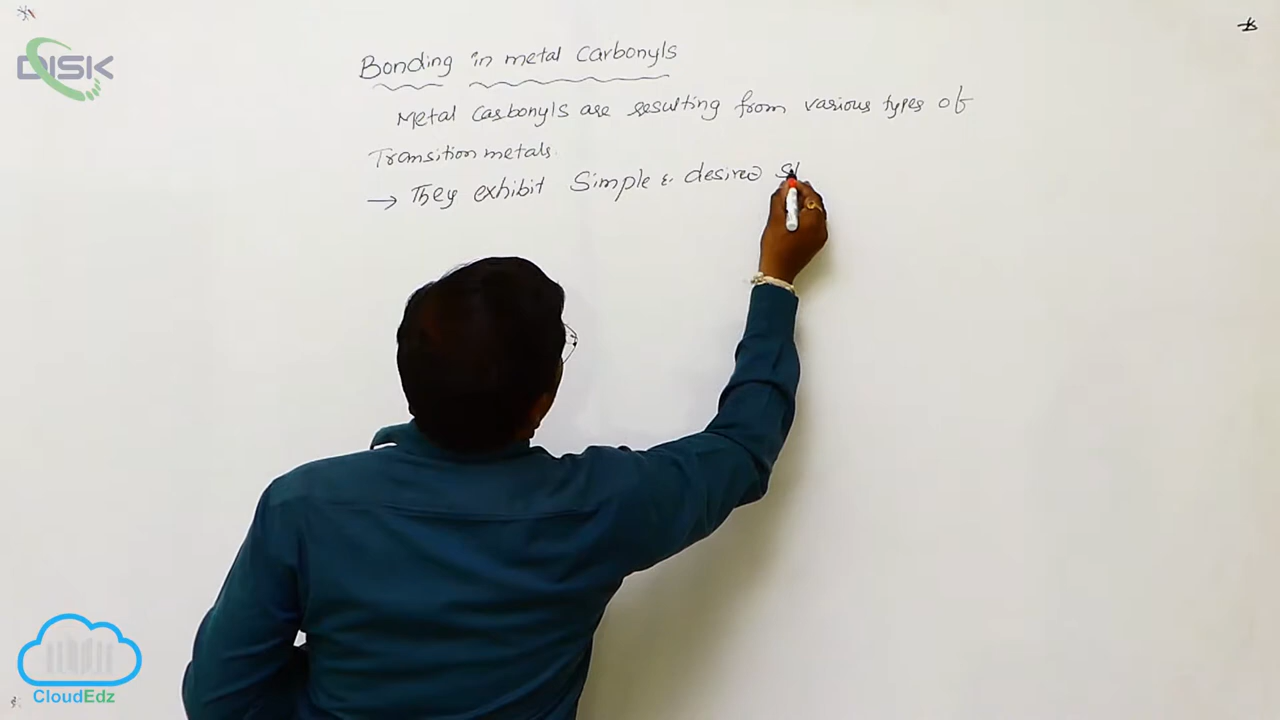 DISK
Bonding in metal Carbonyls
Metal Carbonyls are resulting from various types of
Transition metals.
→ They exhibit Simple & desired
CloudEdz